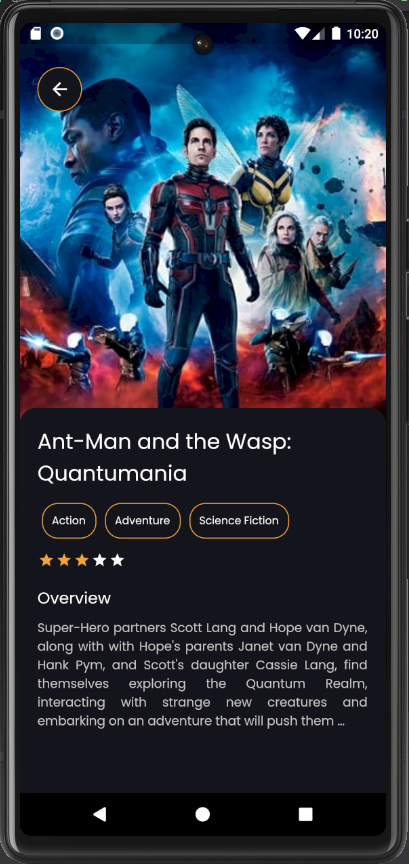 10:20
Ant-Man and the Wasp:
Quantumania
Action Adventure Science Fiction
Overview
Super-Hero partners Scott Lang and Hope van Dyne,
along with with Hope's parents Janet van Dyne and
Hank Pym, and Scott's daughter Cassie Lang, find
themselves exploring the Quantum Realm,
interacting with strange new creatures and
embarking on an adventure that will push them ...